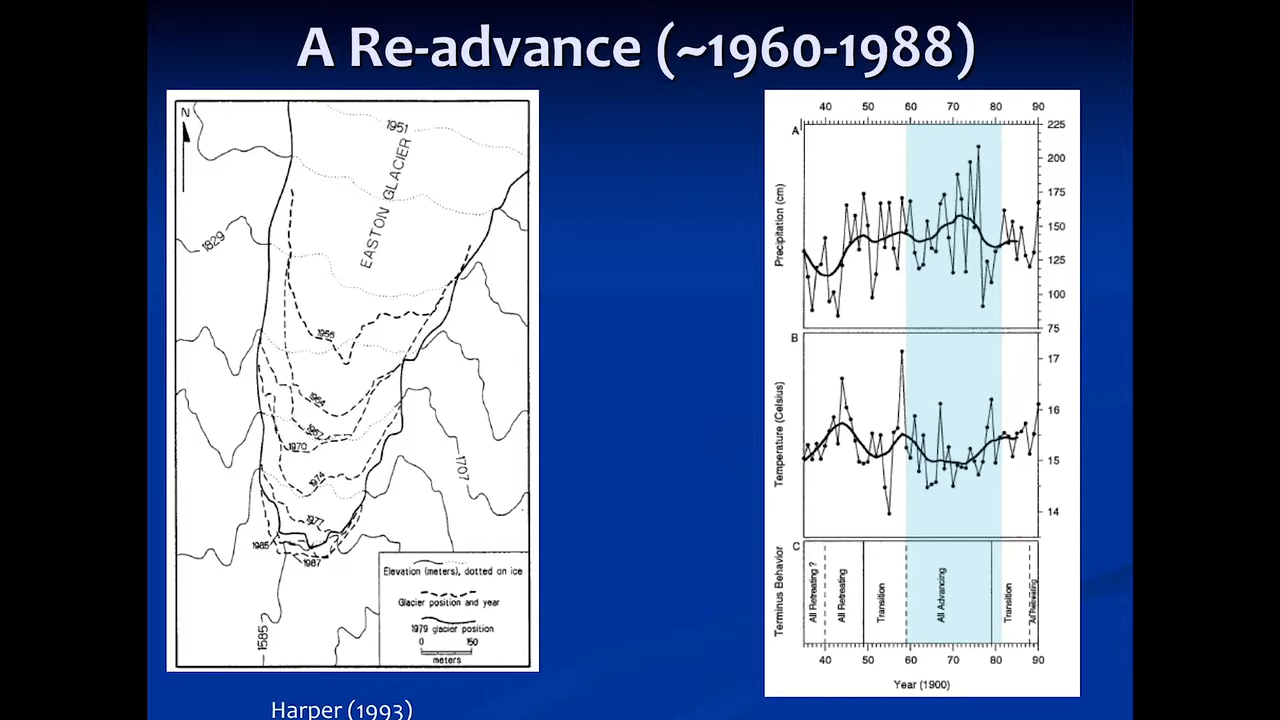 A Re-advance (~1960-1988)
N
1951
EASTON GLACIER
1829
1956
1964
1967
1970
1974
1977
1985
1987
1707
1585
Elevation (meters), dotted on ice
Glacier position and year
1979 glacier position
0 150
meters
Harper (1993)
40 50 60 70 80 90
A
225
200
175
150
125
100
75
Precipitation (cm)
B
17
16
15
14
Temperature (Celsius)
C
Terminus Behavior
All Retreating ?
All Retreating
Transition
All Advancing
Transition
All Retreating
40 50 60 70 80 90
Year (1900)